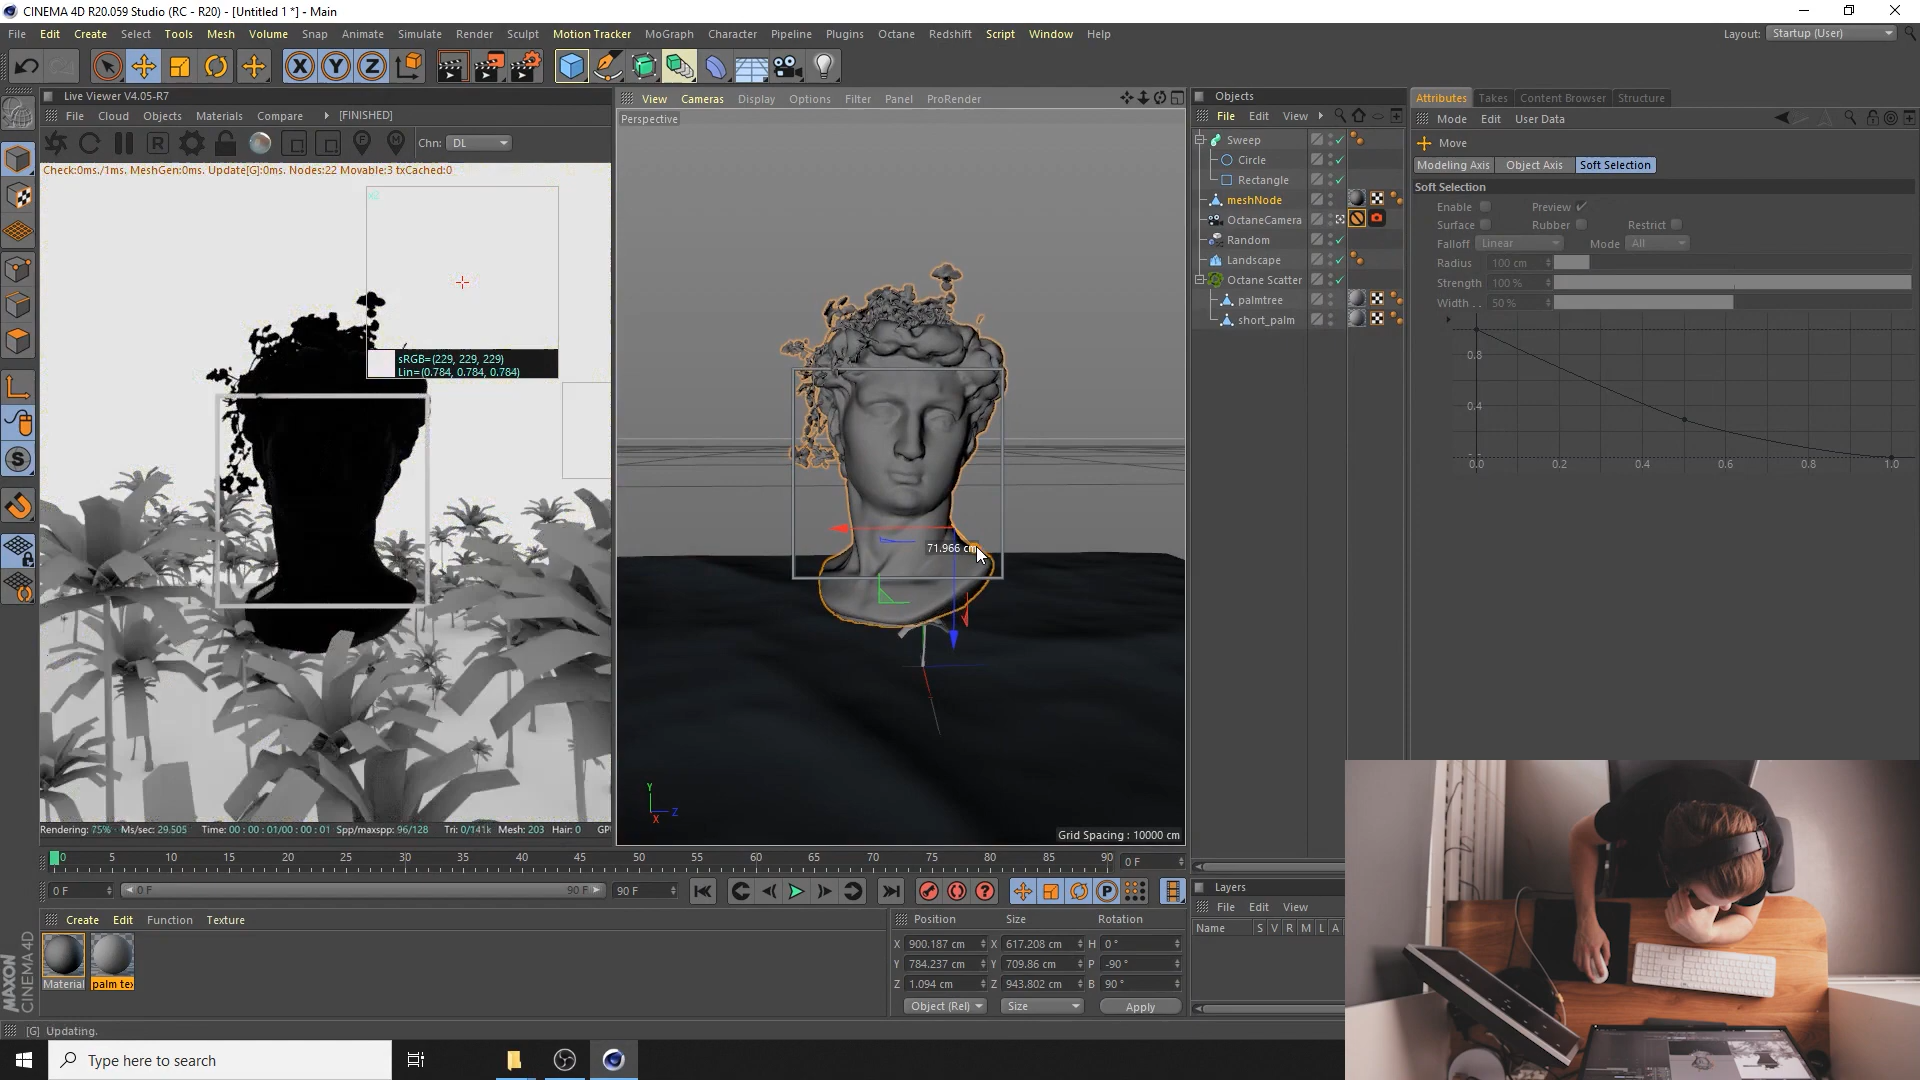 CINEMA 4D R20.059 Studio (RC - R20) - [Untitled 1 *] - Main
File Edit Create Select Tools Mesh Volume Snap Animate Simulate Render Sculpt Motion Tracker MoGraph Character Pipeline Plugins Octane Redshift Script Window Help
Layout: Startup (User)
X Y Z
Live Viewer V4.05-R7
File Cloud Objects Materials Compare [FINISHED]
R F M Chn: DL
Check:0ms./1ms. MeshGen:0ms. Update[G]:0ms. Nodes:22 Movable:3 txCached:0
x2
sRGB=(229, 229, 229)
Lin=(0.784, 0.784, 0.784)
Rendering: 75% Ms/sec: 29.505 Time: 00 : 00 : 01/00 : 00 : 01 Spp/maxspp: 96/128 Tri: 0/141k Mesh: 203 Hair: 0 GP
View Cameras Display Options Filter Panel ProRender
Perspective
71.966 cm
Y
Z
X
Grid Spacing : 10000 cm
Objects
File Edit View
Sweep
Circle
Rectangle
meshNode
OctaneCamera
Random
Landscape
Octane Scatter
palmtree
short_palm
Attributes Takes Content Browser Structure
Mode Edit User Data
Move
Modeling Axis Object Axis Soft Selection
Soft Selection
Enable Preview
Surface Rubber Restrict
Falloff Linear Mode All
Radius 100 cm
Strength 100 %
Width . . 50 %
0.8
0.4
0.0 0.2 0.4 0.6 0.8 1.0
0 5 10 15 20 25 30 35 40 45 50 55 60 65 70 75 80 85 90 0 F
0 F 0 F 90 F 90 F
P
Create Edit Function Texture
Material palm tex
Position Size Rotation
X 900.187 cm X 617.208 cm H 0 °
Y 784.237 cm Y 709.86 cm P -90 °
Z 1.094 cm Z 943.802 cm B 90 °
Object (Rel) Size Apply
Layers
File Edit View
Name S V R M L A
MAXON
CINEMA 4D
[G] Updating.
Type here to search